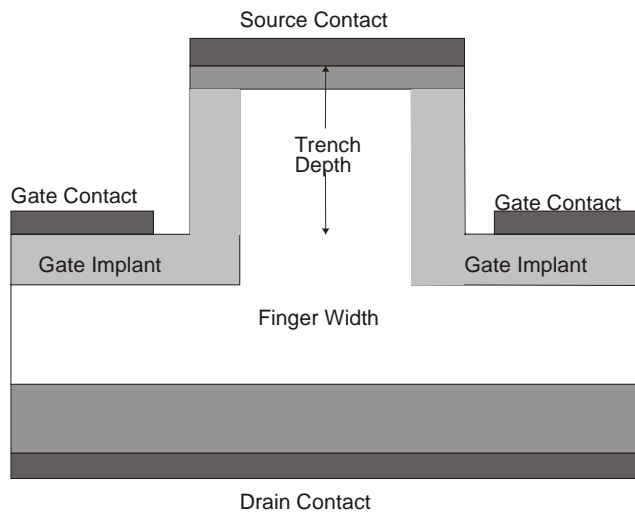 Source Contact
Trench
Depth
Gate Contact
Gate Contact
Gate Implant
Gate Implant
Finger Width
Drain Contact